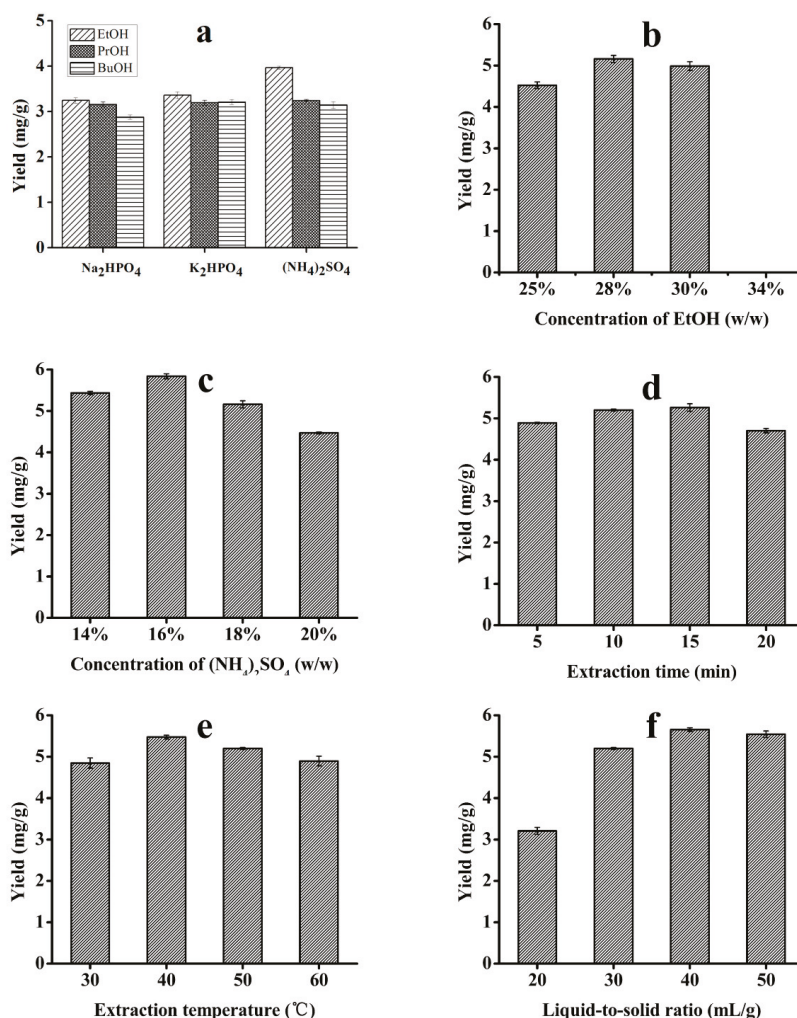 a
EtOH
PrOH
BuOH
5
4
3
2
1
0
Yield (mg/g)
Na₂HPO₄ K₂HPO₄ (NH₄)₂SO₄
b
6
5
4
3
2
1
0
Yield (mg/g)
25% 28% 30% 34%
Concentration of EtOH (w/w)
c
6
5
4
3
2
1
0
Yield (mg/g)
14% 16% 18% 20%
Concentration of (NH₄)₂SO₄ (w/w)
d
6
5
4
3
2
1
0
Yield (mg/g)
5 10 15 20
Extraction time (min)
e
6
5
4
3
2
1
0
Yield (mg/g)
30 40 50 60
Extraction temperature (℃)
f
6
5
4
3
2
1
0
Yield (mg/g)
20 30 40 50
Liquid-to-solid ratio (mL/g)